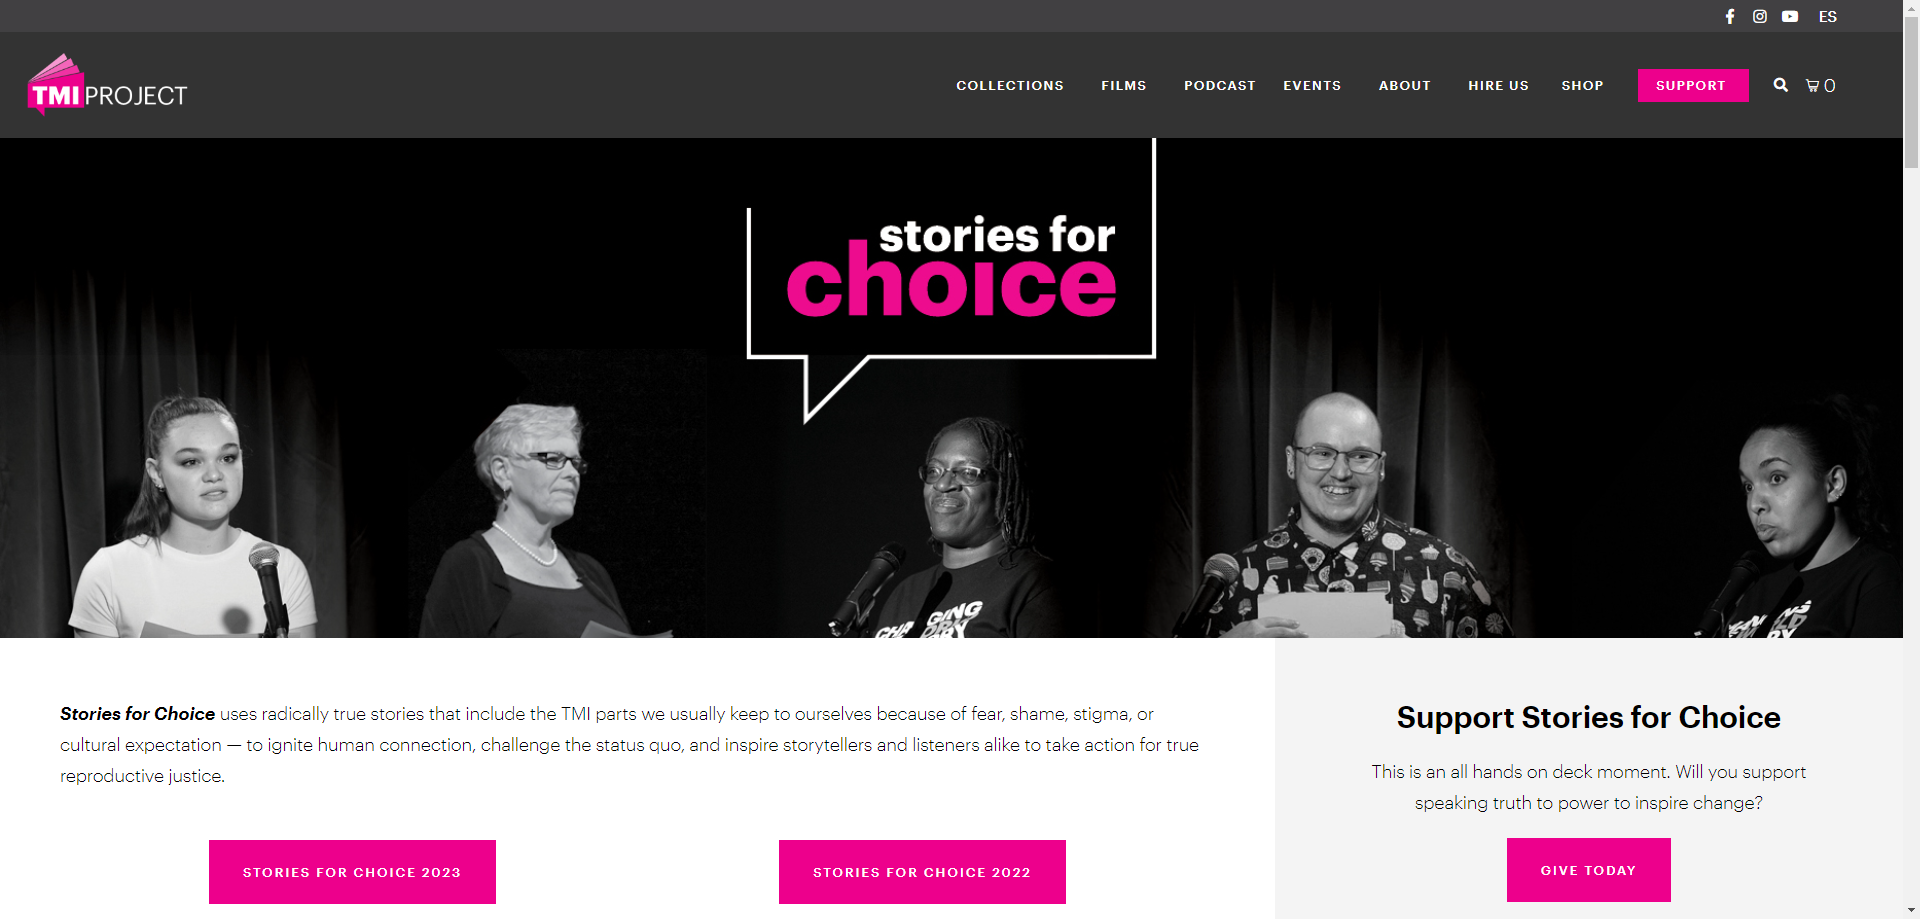 ES
TMIPROJECT
COLLECTIONS FILMS PODCAST EVENTS ABOUT HIRE US SHOP SUPPORT 0
stories for
choice
GING
Stories for Choice uses radically true stories that include the TMI parts we usually keep to ourselves because of fear, shame, stigma, or
cultural expectation — to ignite human connection, challenge the status quo, and inspire storytellers and listeners alike to take action for true
reproductive justice.
STORIES FOR CHOICE 2023
STORIES FOR CHOICE 2022
Support Stories for Choice
This is an all hands on deck moment. Will you support
speaking truth to power to inspire change?
GIVE TODAY